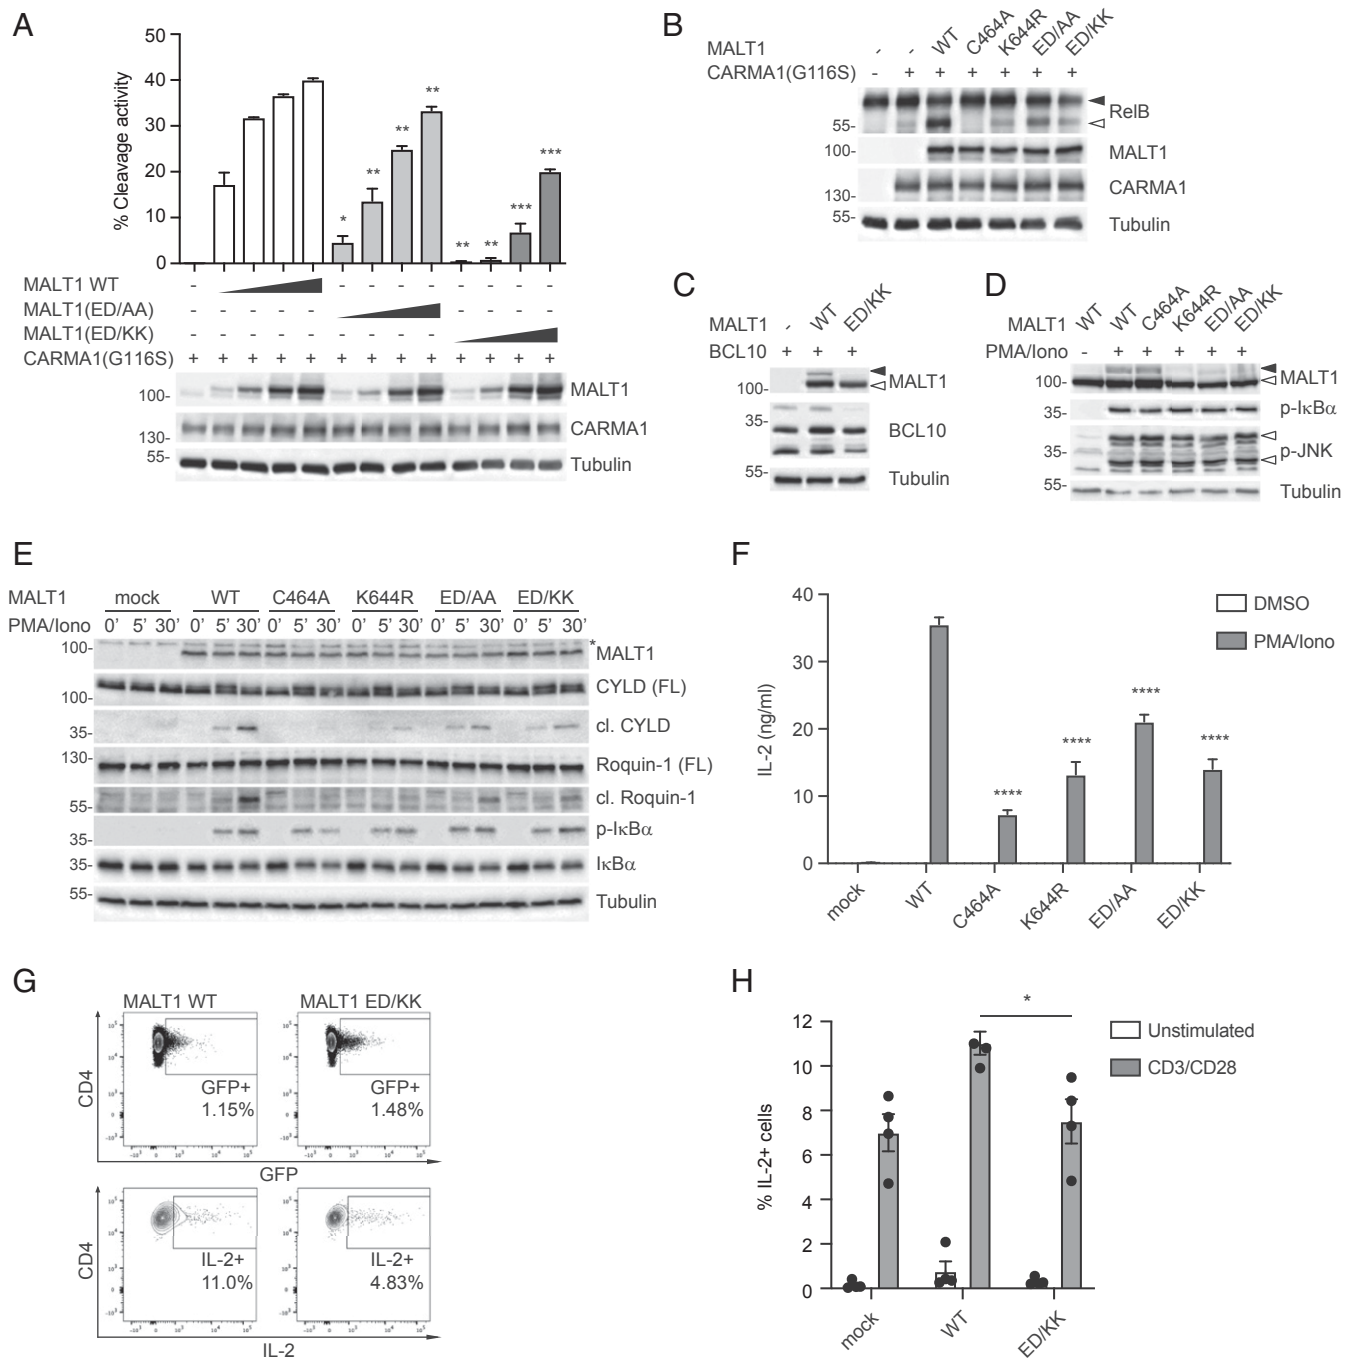 A
% Cleavage activity
50
40
30
20
10
0
*
**
**
**
**
**
***
***
MALT1 WT - - - - - - - - -
MALT1(ED/AA) - - - - - - - - -
MALT1(ED/KK) - - - - - - - - -
CARMA1(G116S) + + + + + + + + + + + + +
100- MALT1
130- CARMA1
55- Tubulin
B
MALT1 - - WT C464A K644R ED/AA ED/KK
CARMA1(G116S) - + + + + + +
55- RelB
100- MALT1
130- CARMA1
55- Tubulin
C
MALT1 - WT ED/KK
BCL10 + + +
100- MALT1
35- BCL10
55- Tubulin
D
MALT1 WT WT C464A K644R ED/AA ED/KK
PMA/Iono - + + + + +
100- MALT1
35- p-IκBα
35- p-JNK
55- Tubulin
E
MALT1 mock WT C464A K644R ED/AA ED/KK
PMA/Iono 0' 5' 30' 0' 5' 30' 0' 5' 30' 0' 5' 30' 0' 5' 30' 0' 5' 30'
100- * MALT1
100- CYLD (FL)
35- cl. CYLD
130- Roquin-1 (FL)
55- cl. Roquin-1
35- p-IκBα
35- IκBα
55- Tubulin
F
IL-2 (ng/ml)
40
30
20
10
0
DMSO
PMA/Iono
****
****
****
****
mock WT C464A K644R ED/AA ED/KK
G
MALT1 WT MALT1 ED/KK
CD4
GFP+ GFP+
1.15% 1.48%
GFP
CD4
IL-2+ IL-2+
11.0% 4.83%
IL-2
H
% IL-2+ cells
12
10
8
6
4
2
0
*
Unstimulated
CD3/CD28
mock WT ED/KK